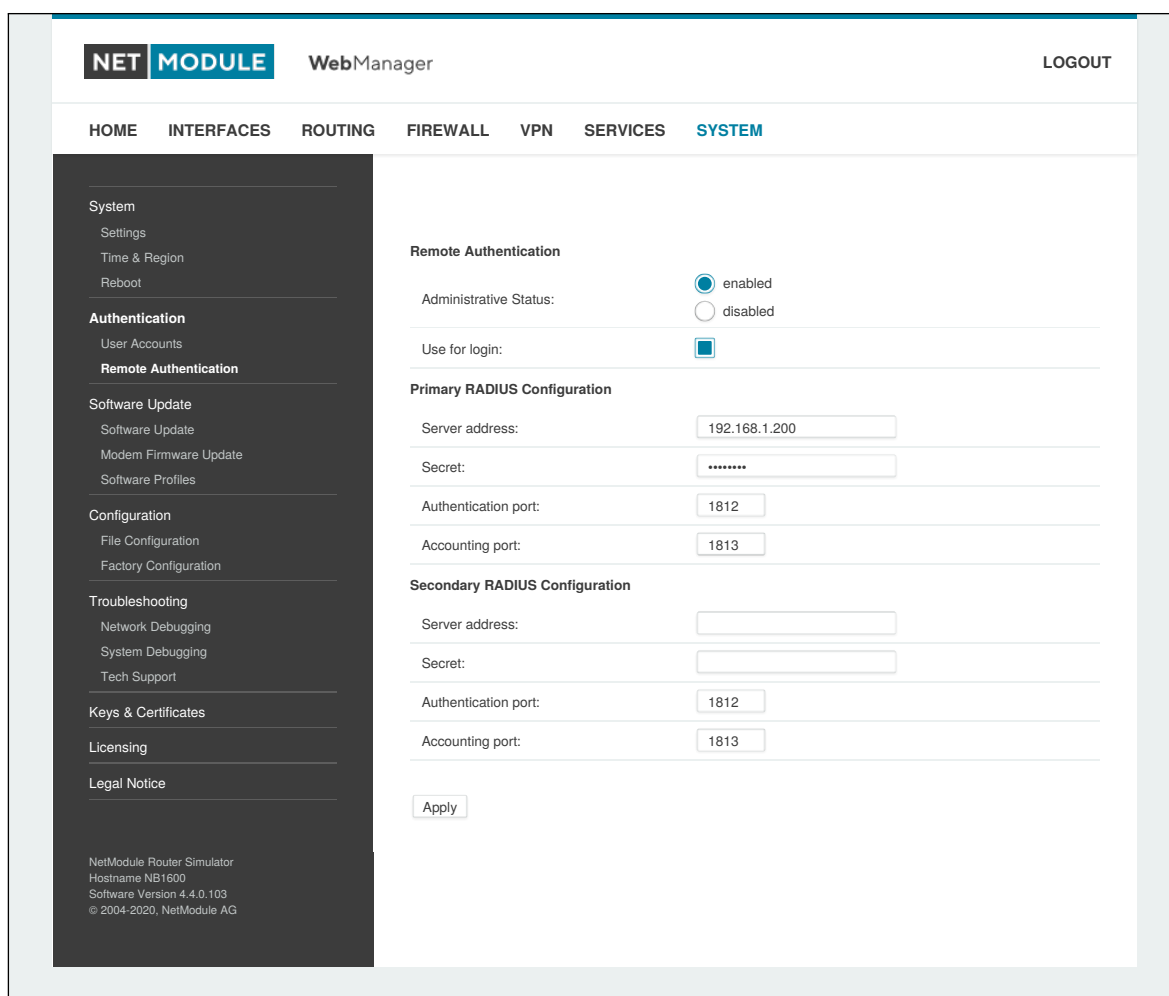 NET MODULE WebManager LOGOUT
HOME INTERFACES ROUTING FIREWALL VPN SERVICES SYSTEM
System
Settings
Time & Region
Reboot
Authentication
User Accounts
Remote Authentication
Software Update
Software Update
Modem Firmware Update
Software Profiles
Configuration
File Configuration
Factory Configuration
Troubleshooting
Network Debugging
System Debugging
Tech Support
Keys & Certificates
Licensing
Legal Notice
NetModule Router Simulator
Hostname NB1600
Software Version 4.4.0.103
© 2004-2020, NetModule AG
Remote Authentication
Administrative Status:
enabled
disabled
Use for login:
Primary RADIUS Configuration
Server address: 192.168.1.200
Secret: ••••••••
Authentication port: 1812
Accounting port: 1813
Secondary RADIUS Configuration
Server address:
Secret:
Authentication port: 1812
Accounting port: 1813
Apply